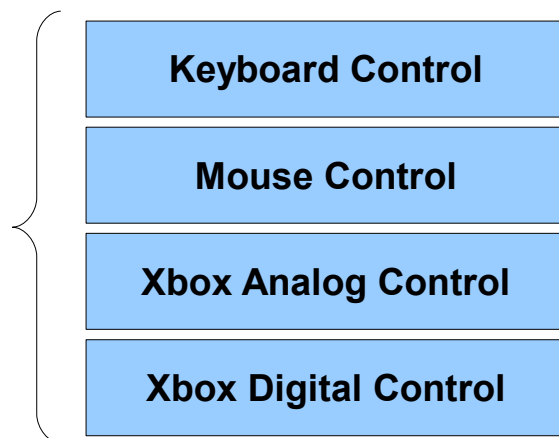 Keyboard Control
Mouse Control
Xbox Analog Control
Xbox Digital Control